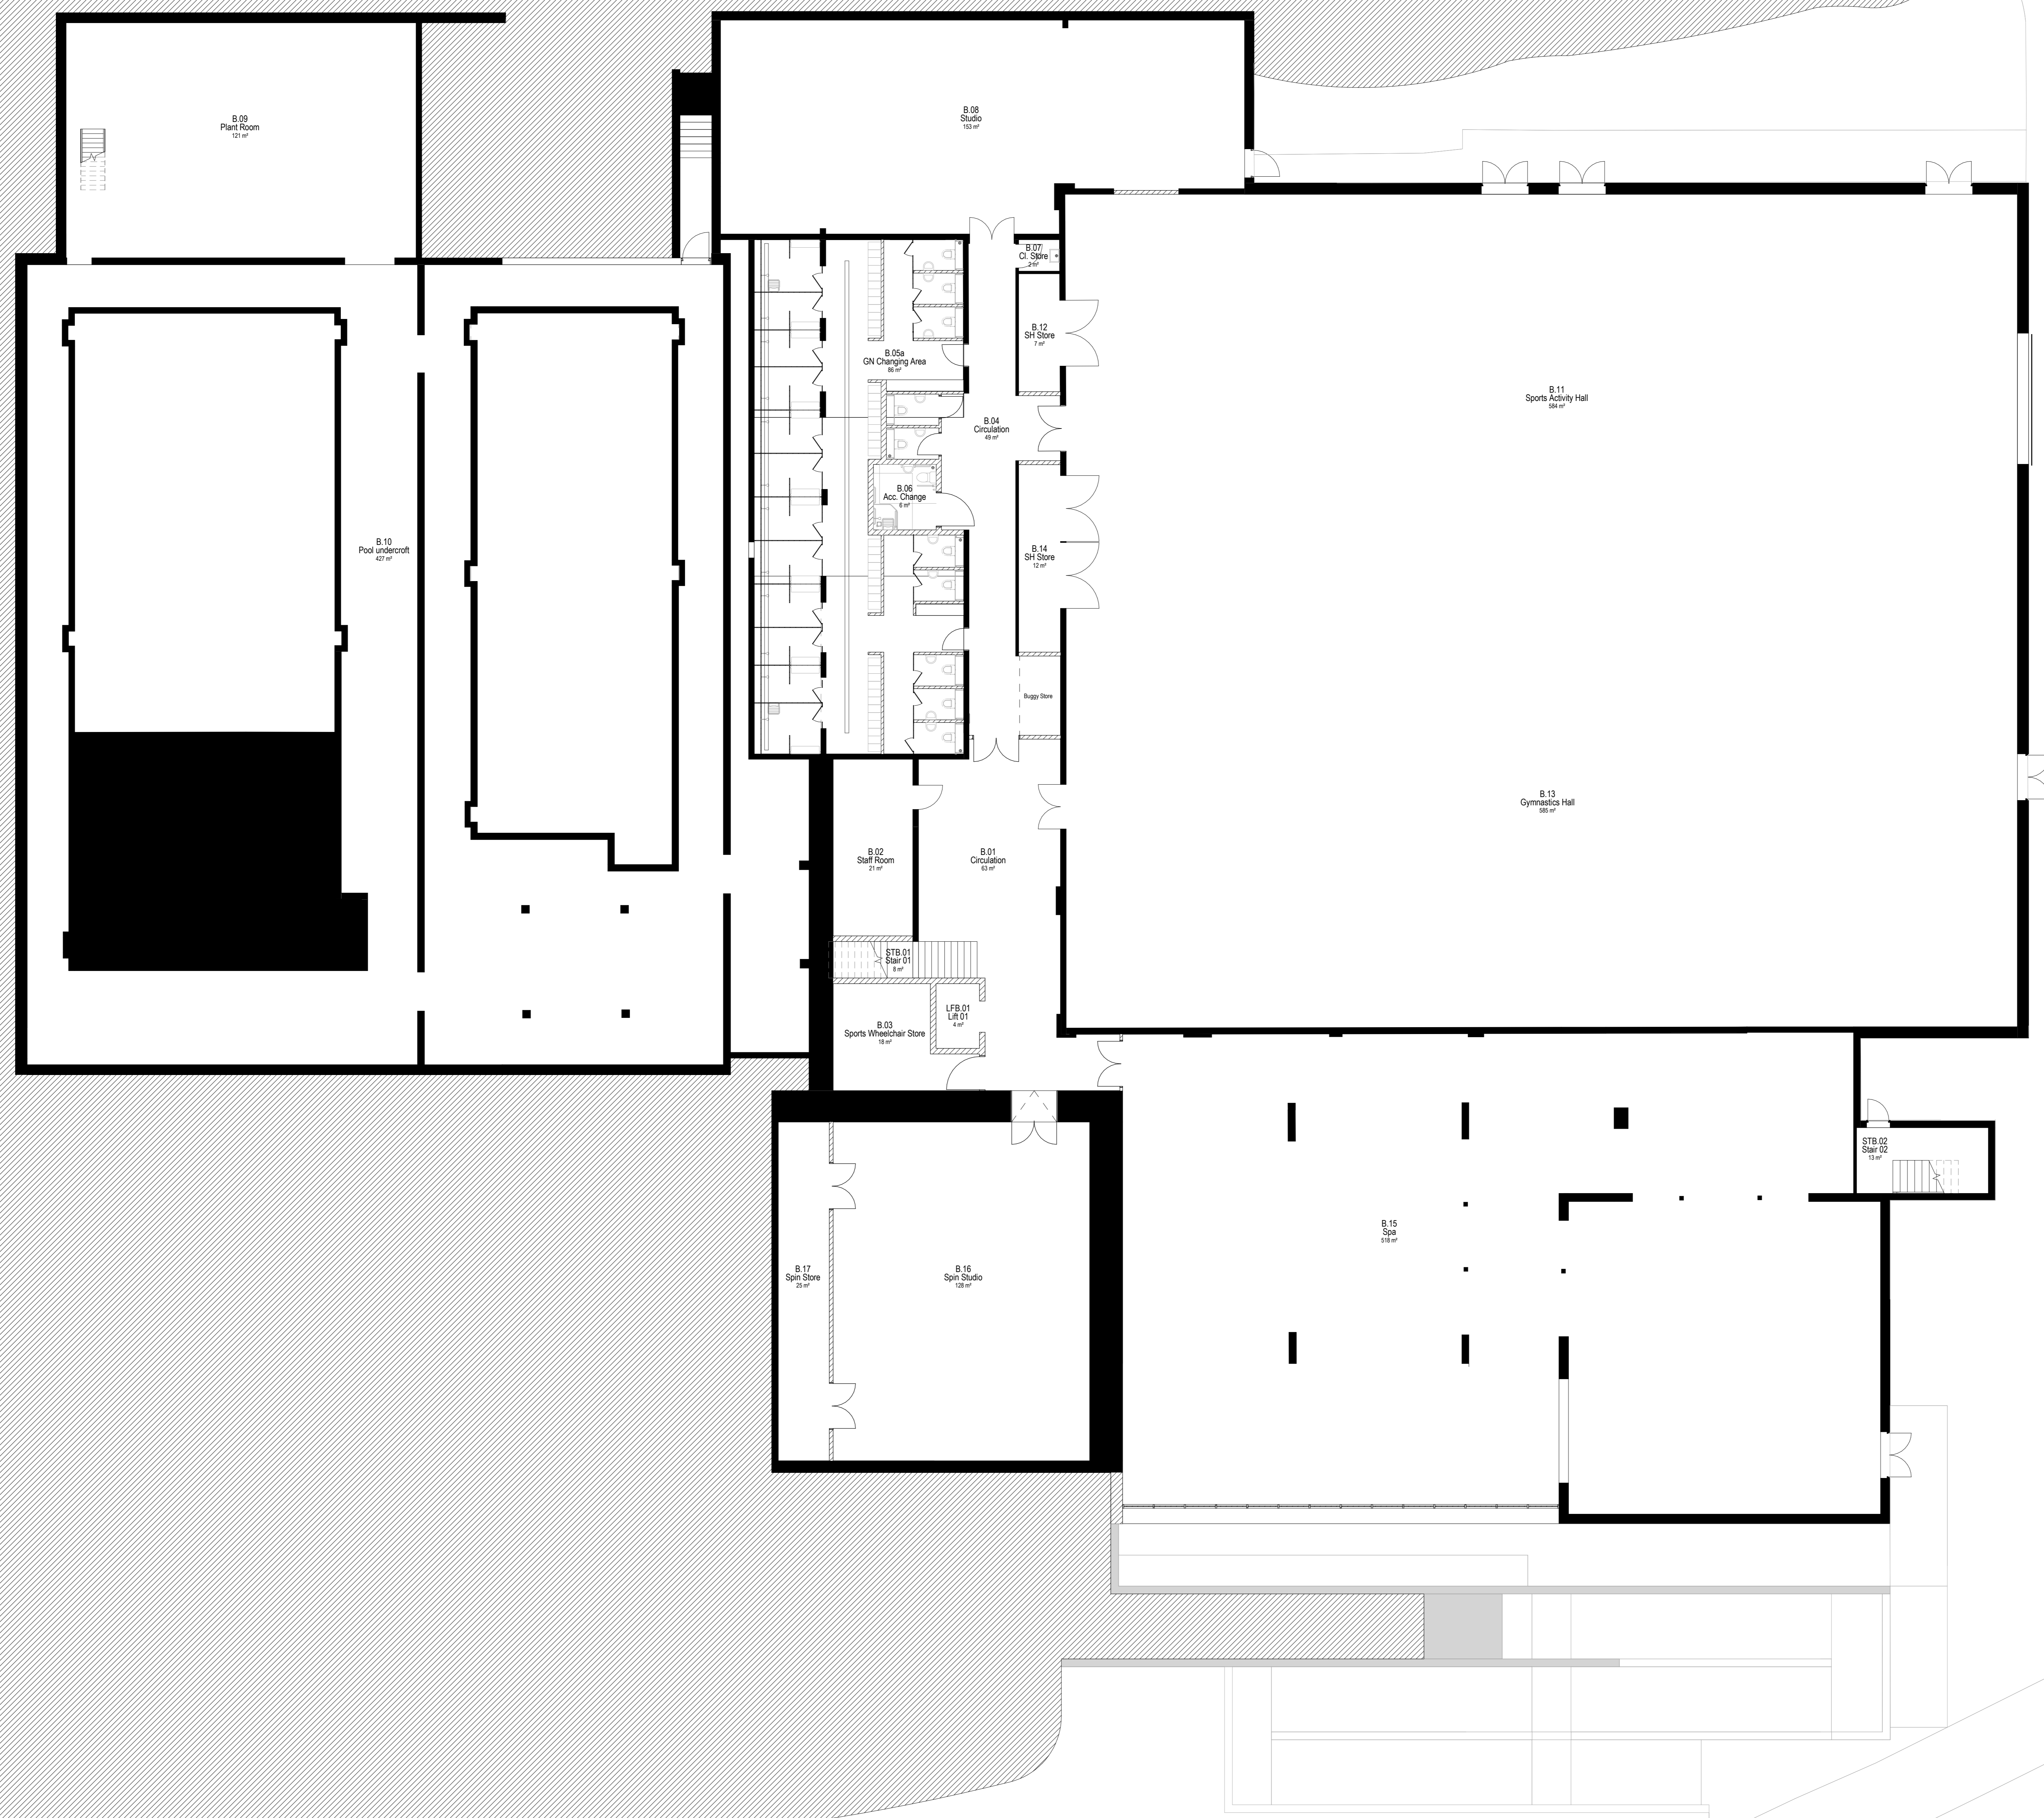 B.09
Plant Room
121 m²
B.08
Studio
153 m²
B.07
Cl. Store
2 m²
B.12
SH Store
7 m²
B.05a
GN Changing Area
86 m²
B.11
Sports Activity Hall
584 m²
B.04
Circulation
49 m²
B.06
Acc. Change
6 m²
B.10
Pool undercroft
427 m²
B.14
SH Store
12 m²
Buggy Store
B.13
Gymnastics Hall
585 m²
B.02
Staff Room
21 m²
B.01
Circulation
63 m²
STB.01
Stair 01
8 m²
LFB.01
Lift 01
4 m²
B.03
Sports Wheelchair Store
18 m²
STB.02
Stair 02
13 m²
B.15
Spa
518 m²
B.17
Spin Store
25 m²
B.16
Spin Studio
128 m²